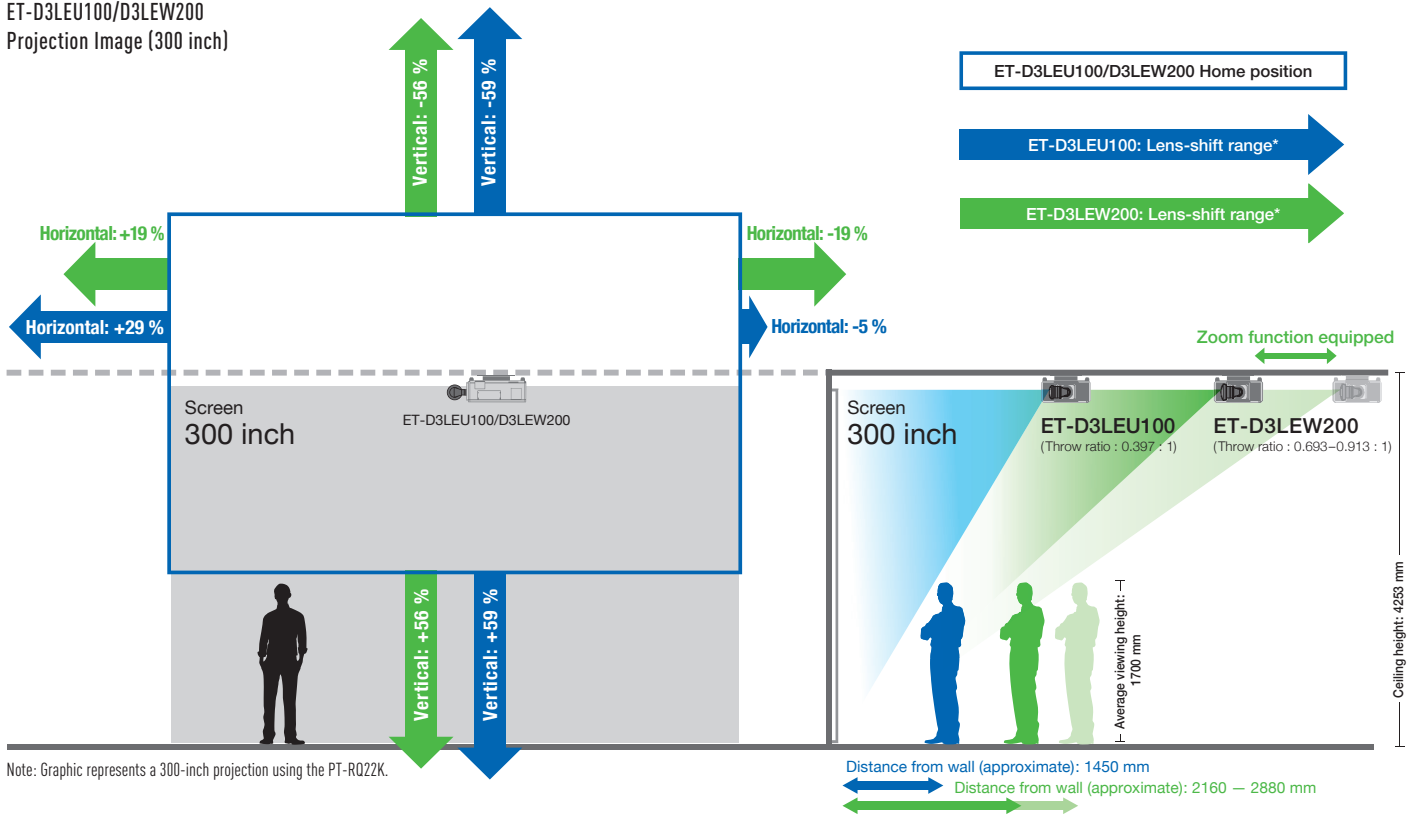 ET-D3LEU100/D3LEW200
Projection Image (300 inch)
Vertical: -56 %
Vertical: -59 %
ET-D3LEU100/D3LEW200 Home position
ET-D3LEU100: Lens-shift range*
ET-D3LEW200: Lens-shift range*
Horizontal: +19 %
Horizontal: -19 %
Horizontal: +29 %
Horizontal: -5 %
Screen
300 inch
ET-D3LEU100/D3LEW200
Vertical: +56 %
Vertical: +59 %
Note: Graphic represents a 300-inch projection using the PT-RQ22K.
Zoom function equipped
Screen
300 inch
ET-D3LEU100
(Throw ratio : 0.397 : 1)
ET-D3LEW200
(Throw ratio : 0.693–0.913 : 1)
Average viewing height:
1700 mm
Ceiling height: 4253 mm
Distance from wall (approximate): 1450 mm
Distance from wall (approximate): 2160 — 2880 mm